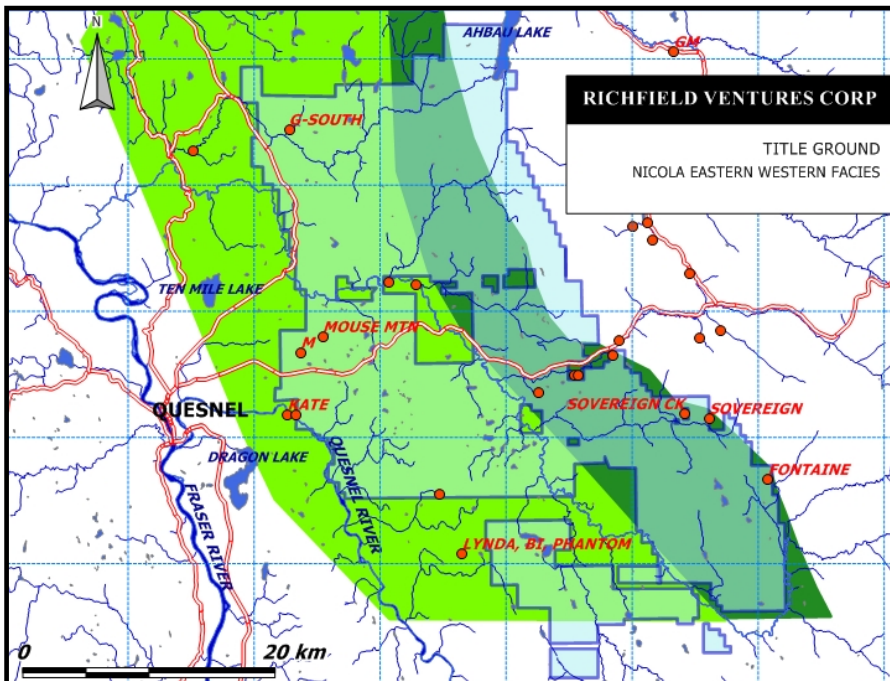 N
AHBAU LAKE
GM
RICHFIELD VENTURES CORP
TITLE GROUND
NICOLA EASTERN WESTERN FACIES
G-SOUTH
TEN MILE LAKE
MOUSE MTN
M
QUESNEL
KATE
SOVEREIGN CK
SOVEREIGN
DRAGON LAKE
QUESNEL RIVER
FONTAINE
FRASER RIVER
LYNDA, BI, PHANTOM
0
20 km